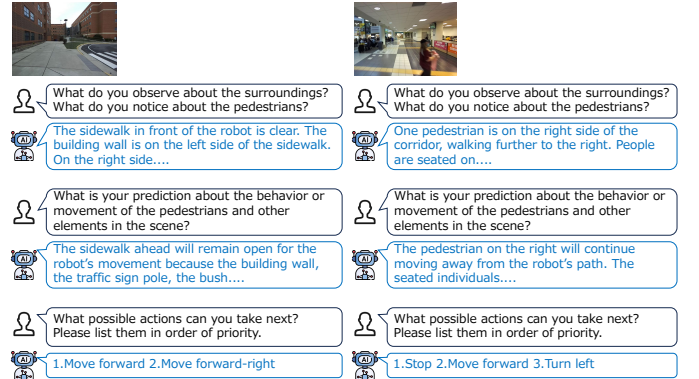 What do you observe about the surroundings?
What do you notice about the pedestrians?
AI
The sidewalk in front of the robot is clear. The
building wall is on the left side of the sidewalk.
On the right side....
What is your prediction about the behavior or
movement of the pedestrians and other
elements in the scene?
AI
The sidewalk ahead will remain open for the
robot's movement because the building wall,
the traffic sign pole, the bush....
What possible actions can you take next?
Please list them in order of priority.
AI
1.Move forward 2.Move forward-right
What do you observe about the surroundings?
What do you notice about the pedestrians?
AI
One pedestrian is on the right side of the
corridor, walking further to the right. People
are seated on....
What is your prediction about the behavior or
movement of the pedestrians and other
elements in the scene?
AI
The pedestrian on the right will continue
moving away from the robot's path. The
seated individuals....
What possible actions can you take next?
Please list them in order of priority.
AI
1.Stop 2.Move forward 3.Turn left